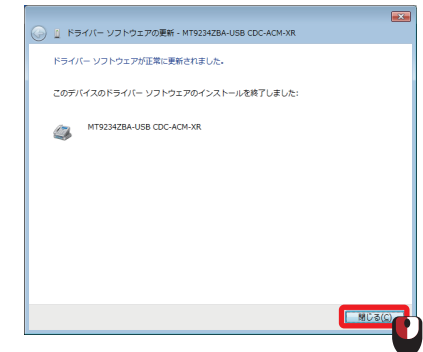 ドライバー ソフトウェアの更新 - MT9234ZBA-USB CDC-ACM-XR
ドライバー ソフトウェアが正常に更新されました。
このデバイスのドライバー ソフトウェアのインストールを終了しました:
MT9234ZBA-USB CDC-ACM-XR
閉じる(C)